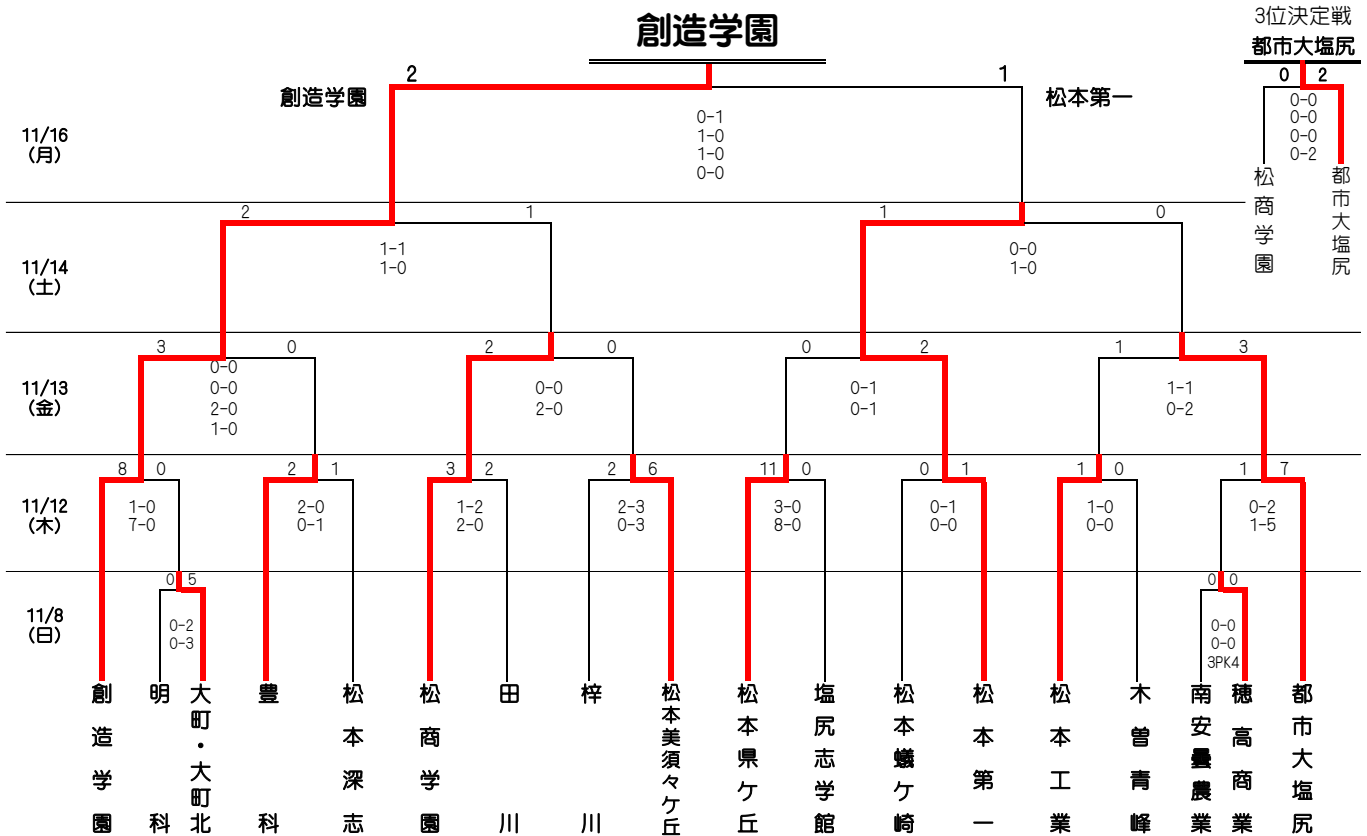 創造学園
3位決定戦
都市大塩尻
2
1
0 2
創造学園
松本第一
0-0
0-0
0-0
0-2
11/16
(月)
0-1
1-0
1-0
0-0
松商学園
都市大塩尻
2
1
1
0
11/14
(土)
1-1
1-0
0-0
1-0
3
0
2
0
0
2
1
3
11/13
(金)
0-0
0-0
2-0
1-0
0-0
2-0
0-1
0-1
1-1
0-2
8 0
2 1
3 2
2 6
11 0
0 1
1 0
1 7
11/12
(木)
1-0
7-0
2-0
0-1
1-2
2-0
2-3
0-3
3-0
8-0
0-1
0-0
1-0
0-0
0-2
1-5
0 5
0 0
11/8
(日)
0-2
0-3
0-0
0-0
3PK4
創造学園
明科
大町・大町北
豊科
松本深志
松商学園
田川
梓川
松本美須々ケ丘
松本県ケ丘
塩尻志学館
松本蟻ケ崎
松本第一
松本工業
木曽青峰
南安曇農業
穂高商業
都市大塩尻